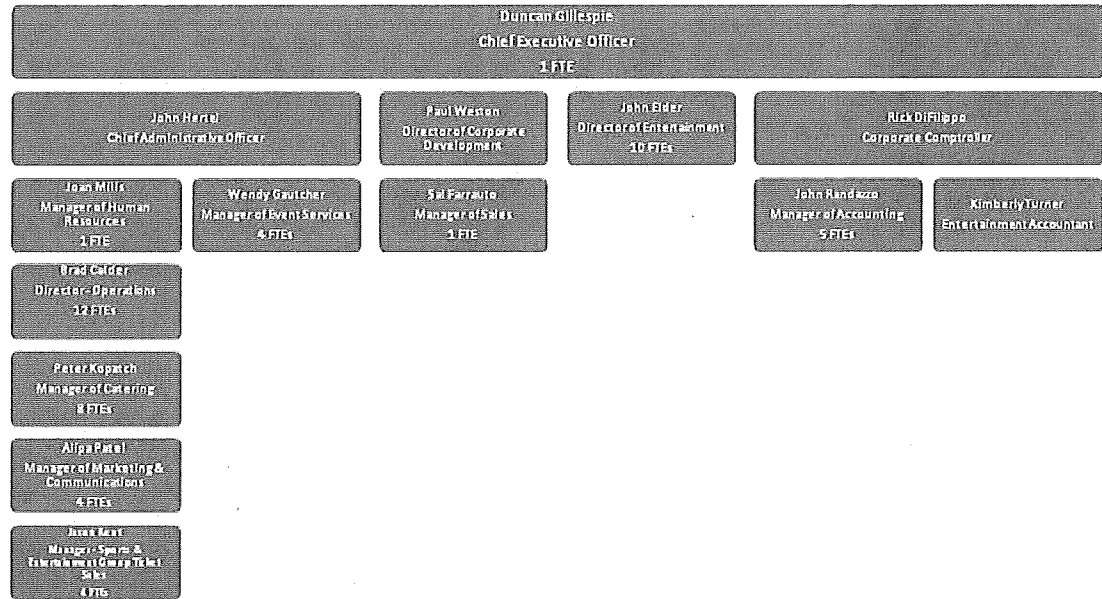 Duncan Gillespie
Chief Executive Officer
1 FTE
John Hertel
Chief Administrative Officer
Paul Weston
Director of Corporate
Development
John Elder
Director of Entertainment
10 FTEs
Rick DiFilippo
Corporate Comptroller
Joan Mills
Manager of Human
Resources
1 FTE
Wendy Gautcher
Manager of Event Services
4 FTEs
Sal Farrauto
Manager of Sales
1 FTE
John Randazzo
Manager of Accounting
5 FTEs
Kimberly Turner
Entertainment Accountant
Brad Calder
Director - Operations
12 FTEs
Peter Kopatch
Manager of Catering
8 FTEs
Alipa Patel
Manager of Marketing &
Communications
4 FTEs
Manager - Sports &
Entertainment Group Ticket
Sales
4 FTEs